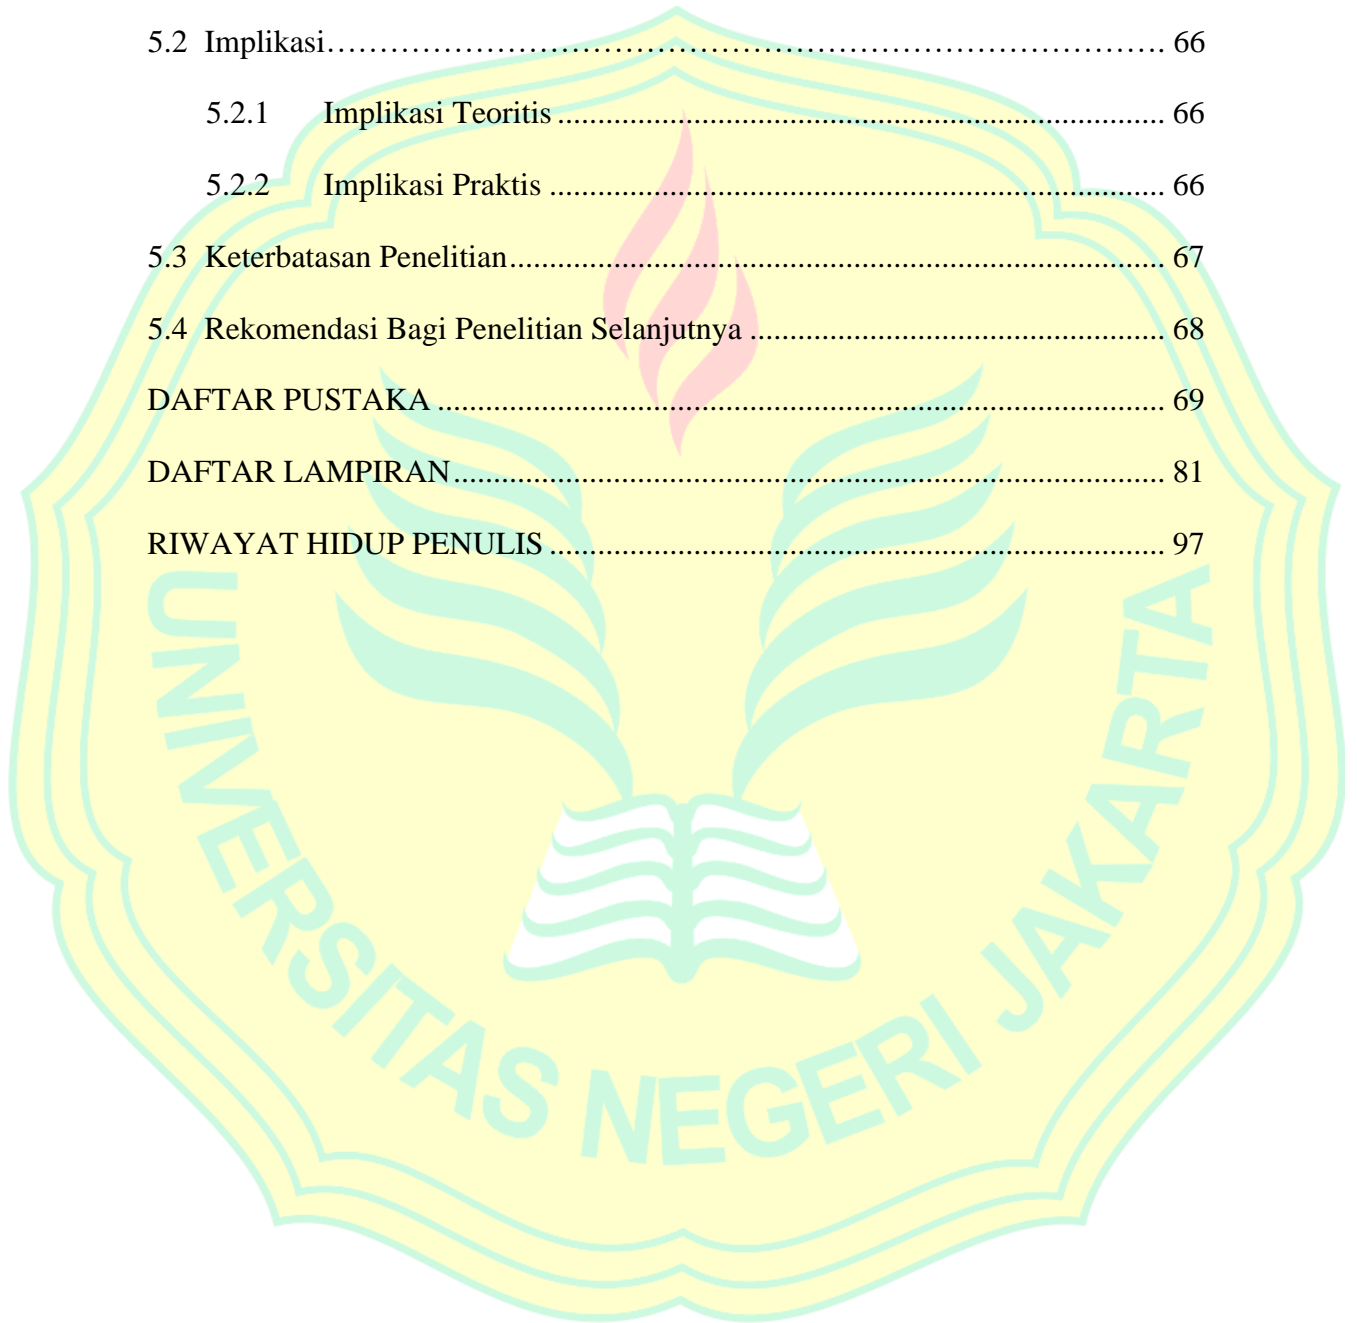 5.2 Implikasi……………………………………………………………………. 66
5.2.1 Implikasi Teoritis ........................................................................... 66
5.2.2 Implikasi Praktis ............................................................................ 66
5.3 Keterbatasan Penelitian................................................................................. 67
5.4 Rekomendasi Bagi Penelitian Selanjutnya ................................................... 68
DAFTAR PUSTAKA .......................................................................................... 69
DAFTAR LAMPIRAN........................................................................................ 81
RIWAYAT HIDUP PENULIS ............................................................................ 97
UNIVERSITAS NEGERI JAKARTA